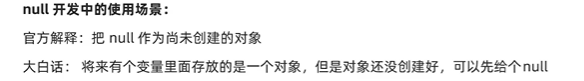 null 开发中的使用场景：
官方解释：把 null 作为尚未创建的对象
大白话： 将来有个变量里面存放的是一个对象，但是对象还没创建好，可以先给个null